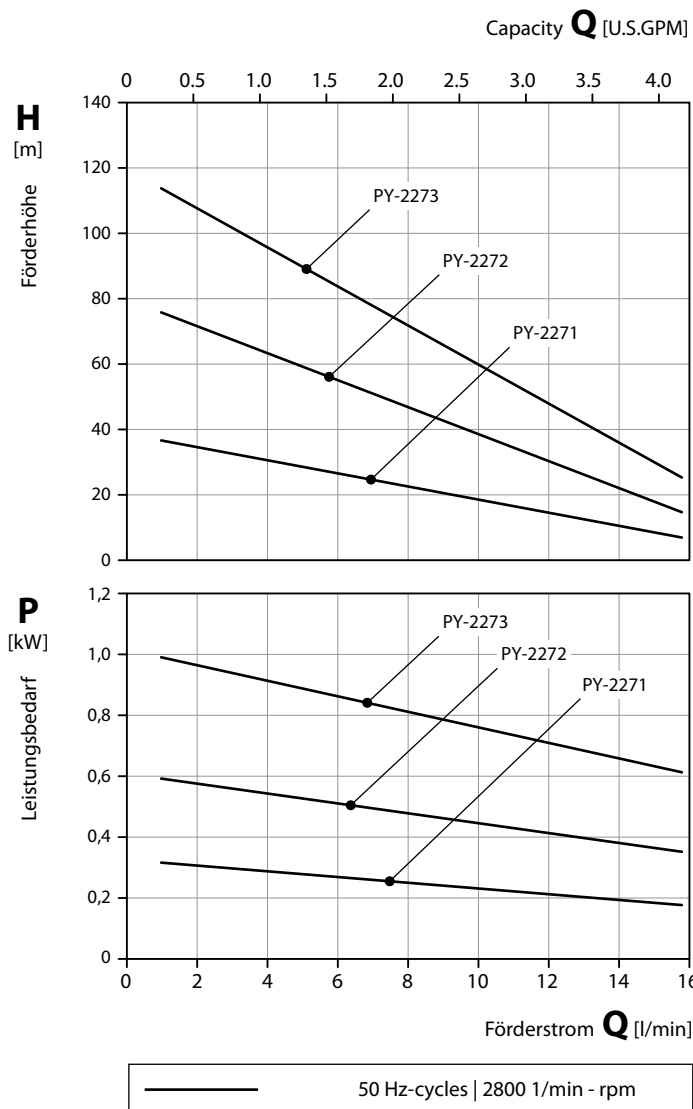 Capacity Q [U.S.GPM]
0 0.5 1.0 1.5 2.0 2.5 3.0 3.5 4.0
H
[m]
Förderhöhe
140
120
100
80
60
40
20
0
PY-2273
PY-2272
PY-2271
P
[kW]
Leistungsbedarf
1,2
1,0
0,8
0,6
0,4
0,2
0
PY-2273
PY-2272
PY-2271
0 2 4 6 8 10 12 14 16
Förderstrom Q [l/min]
50 Hz-cycles | 2800 1/min - rpm